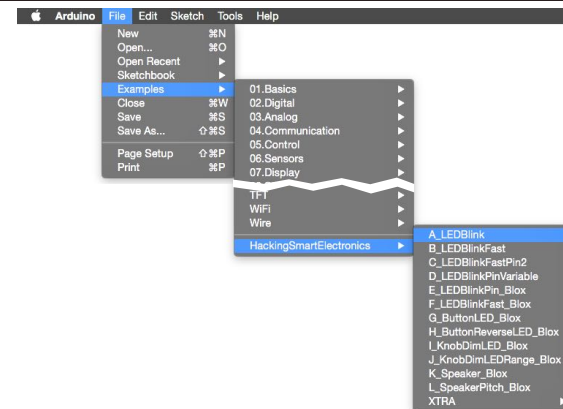 Arduino File Edit Sketch Tools Help
New ⌘N
Open... ⌘O
Open Recent ▶
Sketchbook ▶
Examples ▶
Close ⌘W
Save ⌘S
Save As... ⇧⌘S
Page Setup ⇧⌘P
Print ⌘P
01.Basics ▶
02.Digital ▶
03.Analog ▶
04.Communication ▶
05.Control ▶
06.Sensors ▶
07.Display ▶
TFT ▶
WiFi ▶
Wire ▶
HackingSmartElectronics ▶
A_LEDBlink
B_LEDBlinkFast
C_LEDBlinkFastPin2
D_LEDBlinkPinVariable
E_LEDBlinkPin_Blox
F_LEDBlinkFast_Blox
G_ButtonLED_Blox
H_ButtonReverseLED_Blox
I_KnobDimLED_Blox
J_KnobDimLEDRange_Blox
K_Speaker_Blox
L_SpeakerPitch_Blox
XTRA ▶